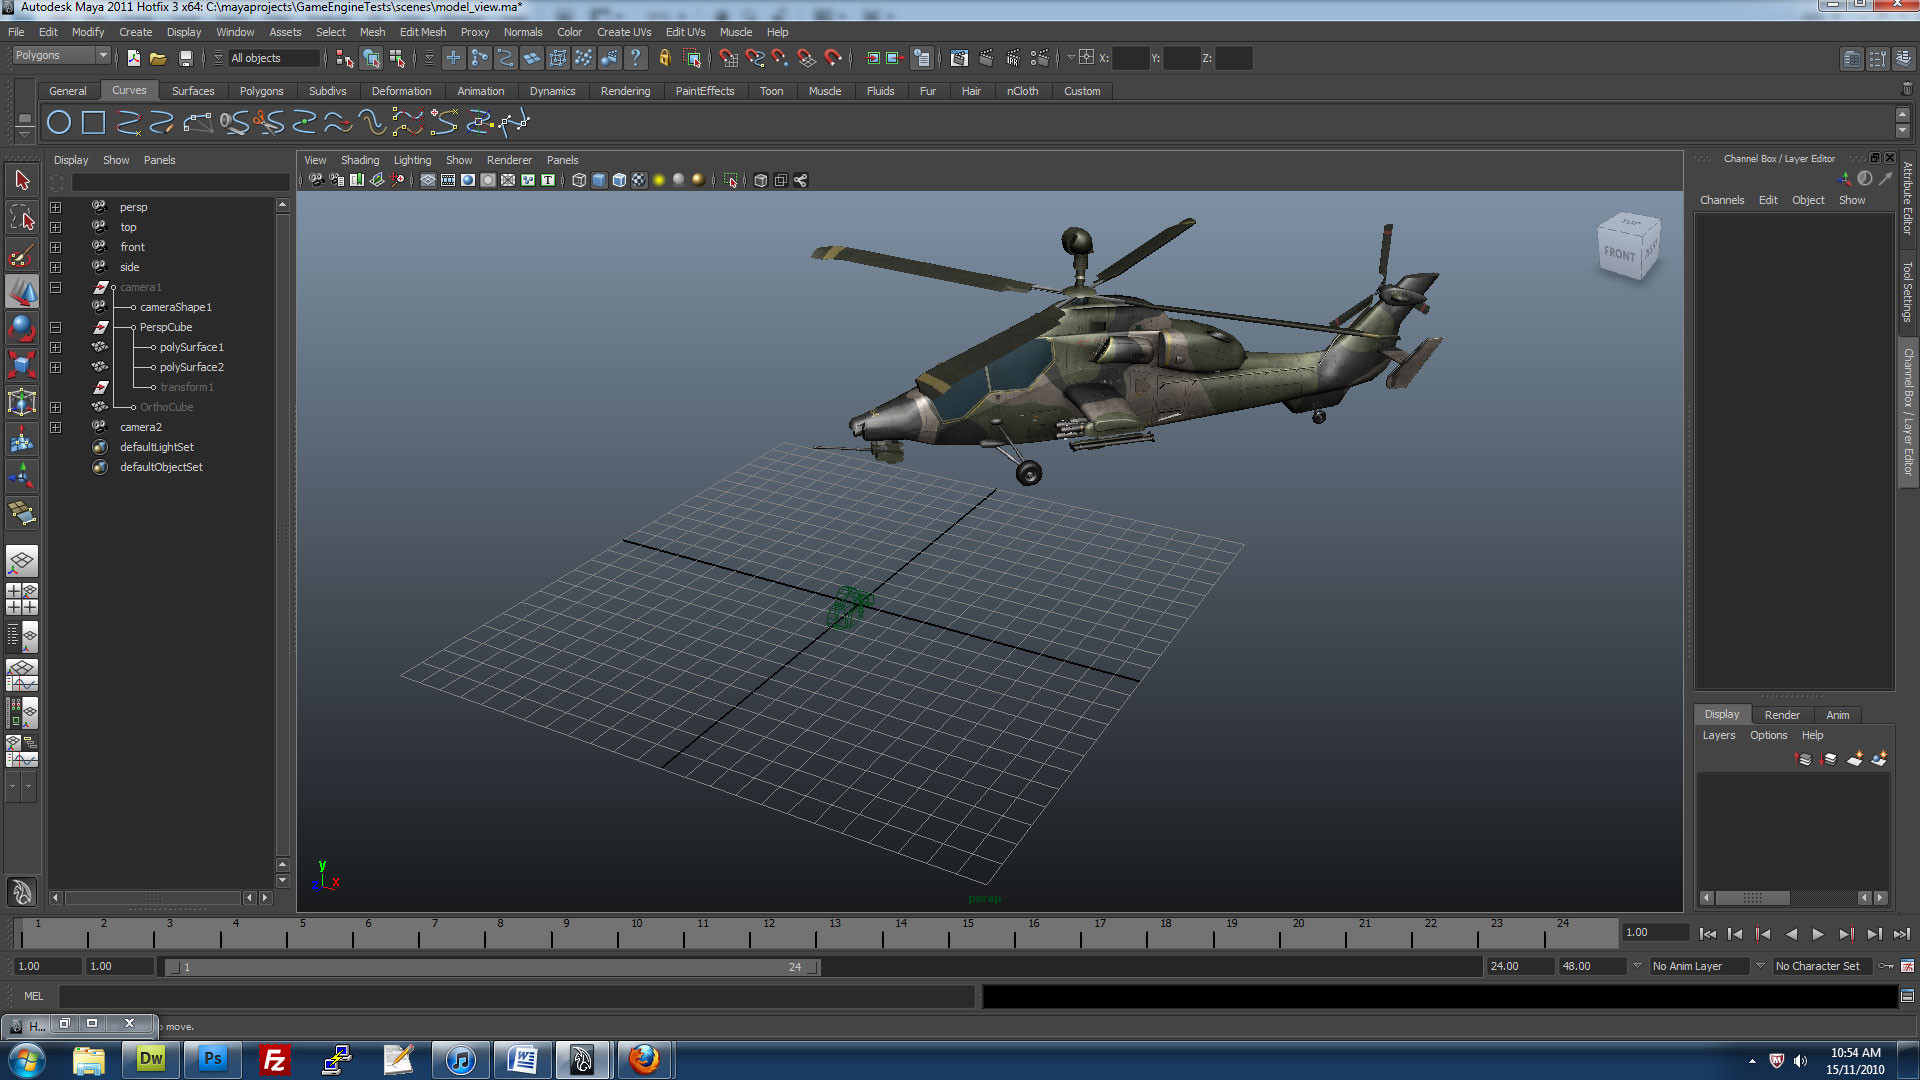 Autodesk Maya 2011 Hotfix 3 x64: C:\mayaprojects\GameEngineTests\scenes\model_view.ma*
File Edit Modify Create Display Window Assets Select Mesh Edit Mesh Proxy Normals Color Create UVs Edit UVs Muscle Help
Polygons All objects X: Y: Z:
General Curves Surfaces Polygons Subdivs Deformation Animation Dynamics Rendering PaintEffects Toon Muscle Fluids Fur Hair nCloth Custom
Display Show Panels
persp
top
front
side
camera1
cameraShape1
PerspCube
polySurface1
polySurface2
transform1
OrthoCube
camera2
defaultLightSet
defaultObjectSet
View Shading Lighting Show Renderer Panels
TOP
FRONT
y
x
z
persp
Channel Box / Layer Editor
Channels Edit Object Show
Attribute Editor
Tool Settings
Channel Box / Layer Editor
Display Render Anim
Layers Options Help
1 2 3 4 5 6 7 8 9 10 11 12 13 14 15 16 17 18 19 20 21 22 23 24 1.00
1.00 1.00 1 24 24.00 48.00 No Anim Layer No Character Set
MEL
H... move.
Dw Ps Fz W
10:54 AM
15/11/2010